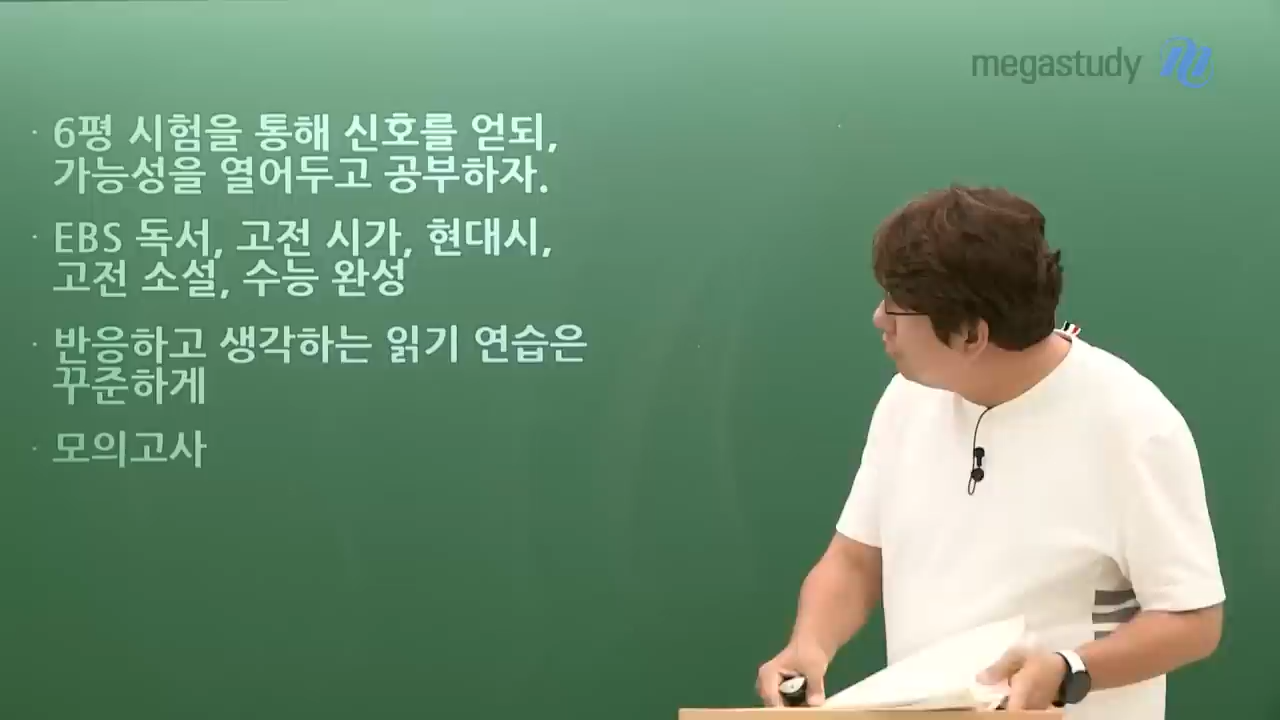 megastudy
· 6평 시험을 통해 신호를 얻되,
가능성을 열어두고 공부하자.
· EBS 독서, 고전 시가, 현대시,
고전 소설, 수능 완성
· 반응하고 생각하는 읽기 연습은
꾸준하게
· 모의고사